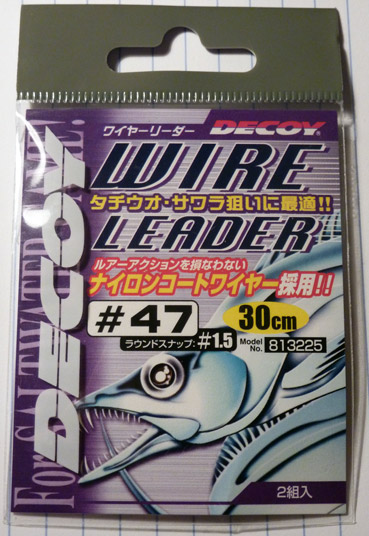 ワイヤーリーダー DECOY®
WIRE
タチウオ・サワラ狙いに最適!!
LEADER
ルアーアクションを損なわない
ナイロンコートワイヤー採用!!
#47 30cm
ラウンドスナップ:#1.5 Model No. 813225
2組入
DECOY
For SALTWATER